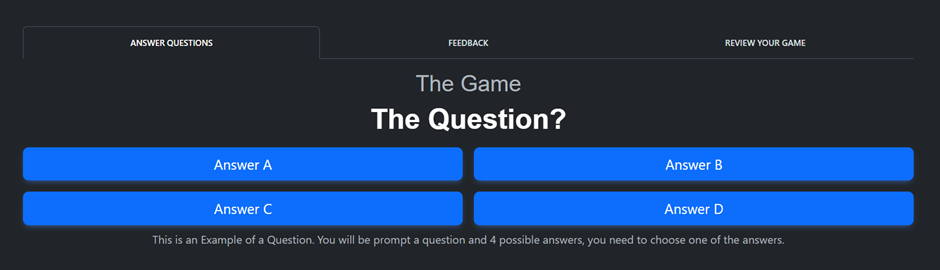 ANSWER QUESTIONS FEEDBACK REVIEW YOUR GAME
The Game
The Question?
Answer A Answer B
Answer C Answer D
This is an Example of a Question. You will be prompt a question and 4 possible answers, you need to choose one of the answers.